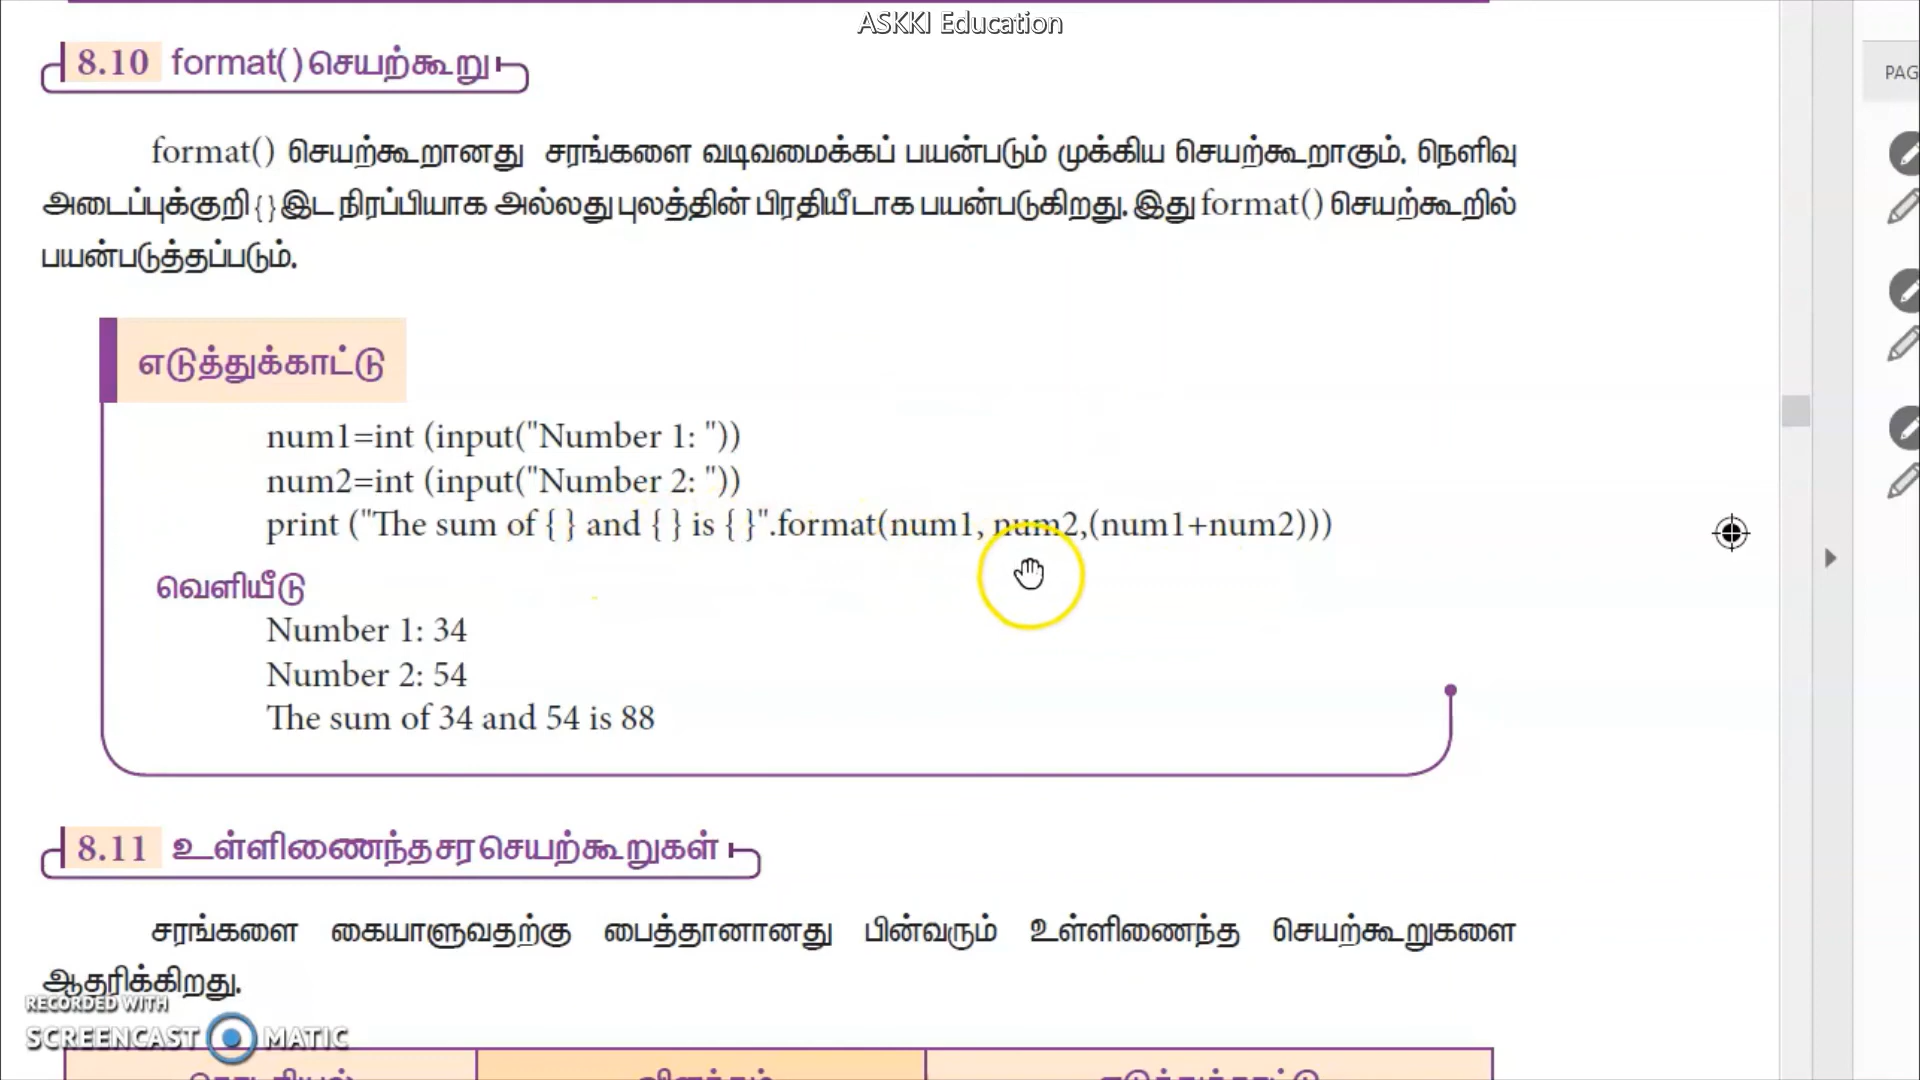 ASKKI Education
8.10 format() செயற்கூறு
PAG
format() செயற்கூறானது சரங்களை வடிவமைக்கப் பயன்படும் முக்கிய செயற்கூறாகும். நெளிவு
அடைப்புக்குறி { } இட நிரப்பியாக அல்லது புலத்தின் பிரதியீடாக பயன்படுகிறது. இது format() செயற்கூறில்
பயன்படுத்தப்படும்.
எடுத்துக்காட்டு
num1=int (input("Number 1: "))
num2=int (input("Number 2: "))
print ("The sum of { } and { } is { }".format(num1, num2,(num1+num2)))
வெளியீடு
Number 1: 34
Number 2: 54
The sum of 34 and 54 is 88
8.11 உள்ளிணைந்த சர செயற்கூறுகள்
சரங்களை கையாளுவதற்கு பைத்தானானது பின்வரும் உள்ளிணைந்த செயற்கூறுகளை
ஆதரிக்கிறது.
RECORDED WITH
SCREENCAST MATIC